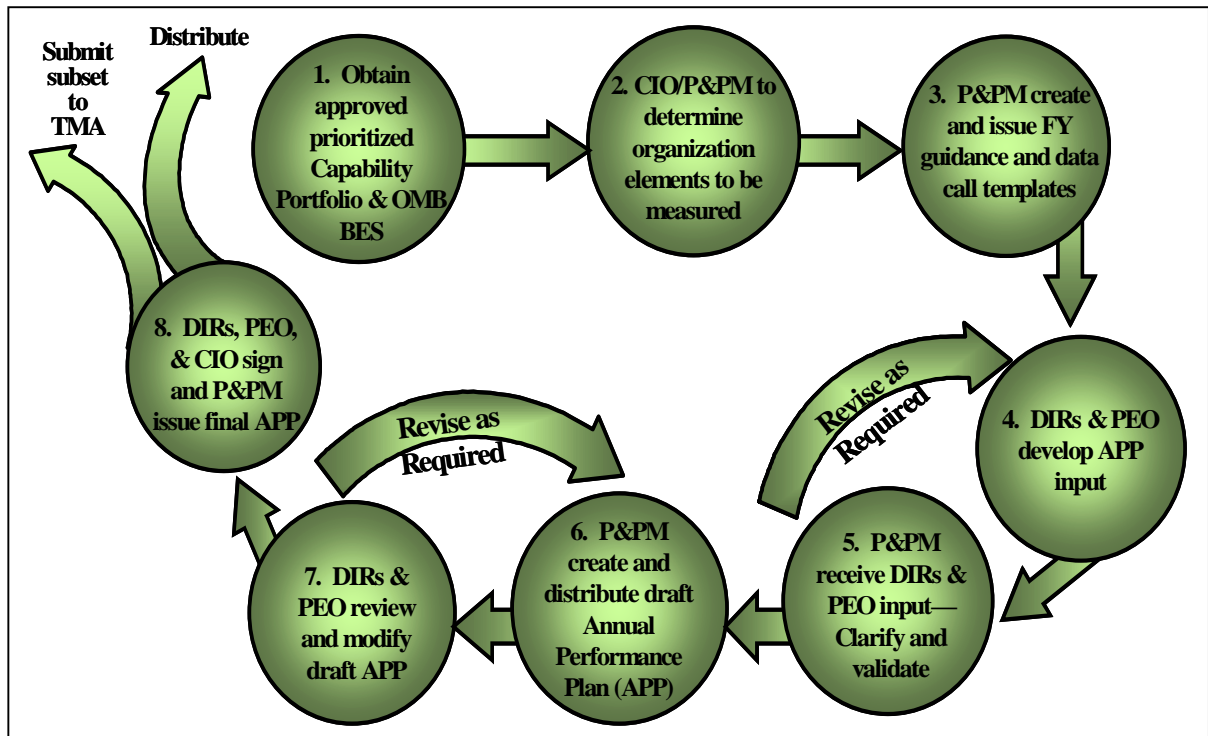 Submit
subset
to
TMA
Distribute
1. Obtain
approved
prioritized
Capability
Portfolio & OMB
BES
2. CIO/P&PM to
determine
organization
elements to be
measured
3. P&PM create
and issue FY
guidance and data
call templates
4. DIRs & PEO
develop APP
input
Revise as
Required
5. P&PM
receive DIRs &
PEO input—
Clarify and
validate
6. P&PM
create and
distribute draft
Annual
Performance
Plan (APP)
Revise as
Required
7. DIRs &
PEO review
and modify
draft APP
8. DIRs, PEO,
& CIO sign
and P&PM
issue final APP